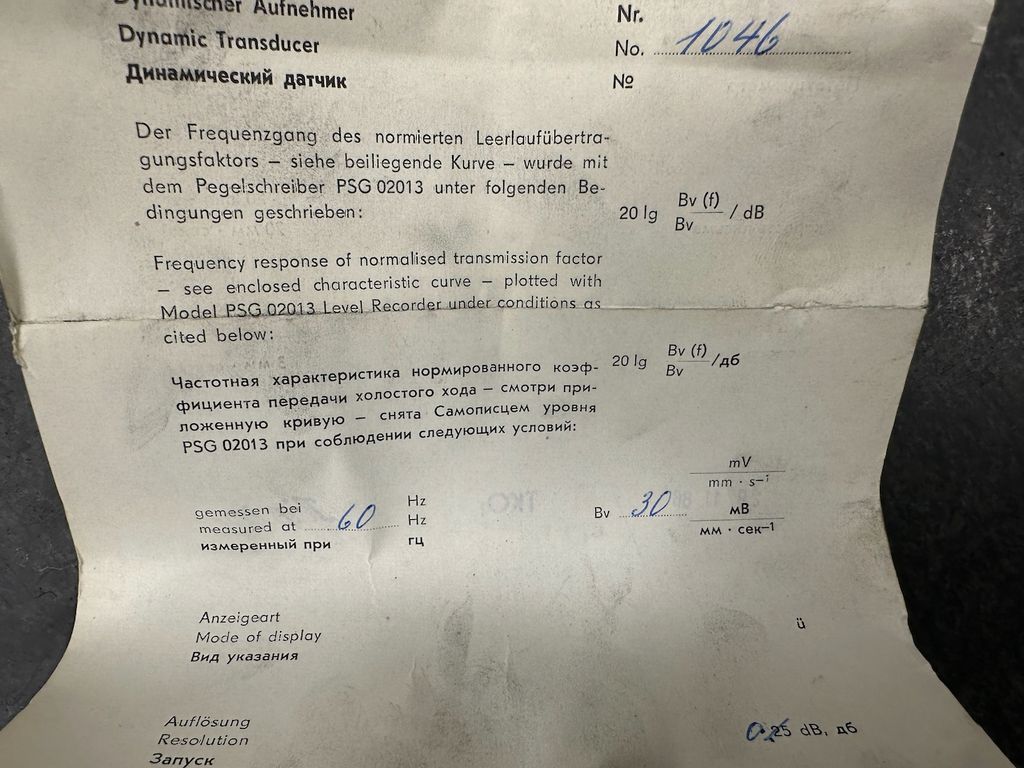 Dynamischer Aufnehmer
Dynamic Transducer
Динамический датчик
Nr.
No. 1046
№
Der Frequenzgang des normierten Leerlaufübertra-
gungsfaktors – siehe beiliegende Kurve – wurde mit
dem Pegelschreiber PSG 02013 unter folgenden Be-
dingungen geschrieben:
20 lg Bv (f) / Bv / dB
Frequency response of normalised transmission factor
– see enclosed characteristic curve – plotted with
Model PSG 02013 Level Recorder under conditions as
cited below:
Частотная характеристика нормированного коэф-
фициента передачи холостого хода – смотри при-
ложенную кривую – снята Самописцем уровня
PSG 02013 при соблюдении следующих условий:
20 lg Bv (f) / Bv /дб
gemessen bei Hz
measured at 60 Hz
измеренный при гц
mV
mm · s–1
Bv 30 мВ
мм · сек–1
Anzeigeart
Mode of display ü
Вид указания
Auflösung
Resolution
Запуск
25 dB, дб